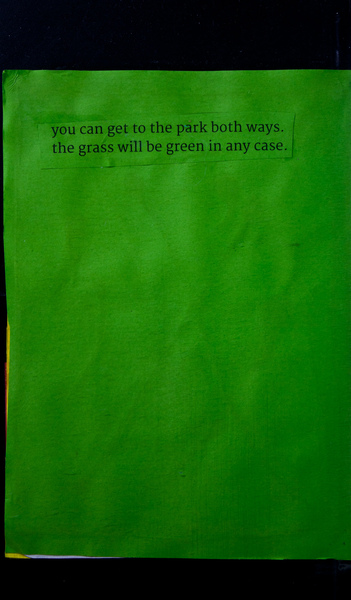 you can get to the park both ways.
the grass will be green in any case.